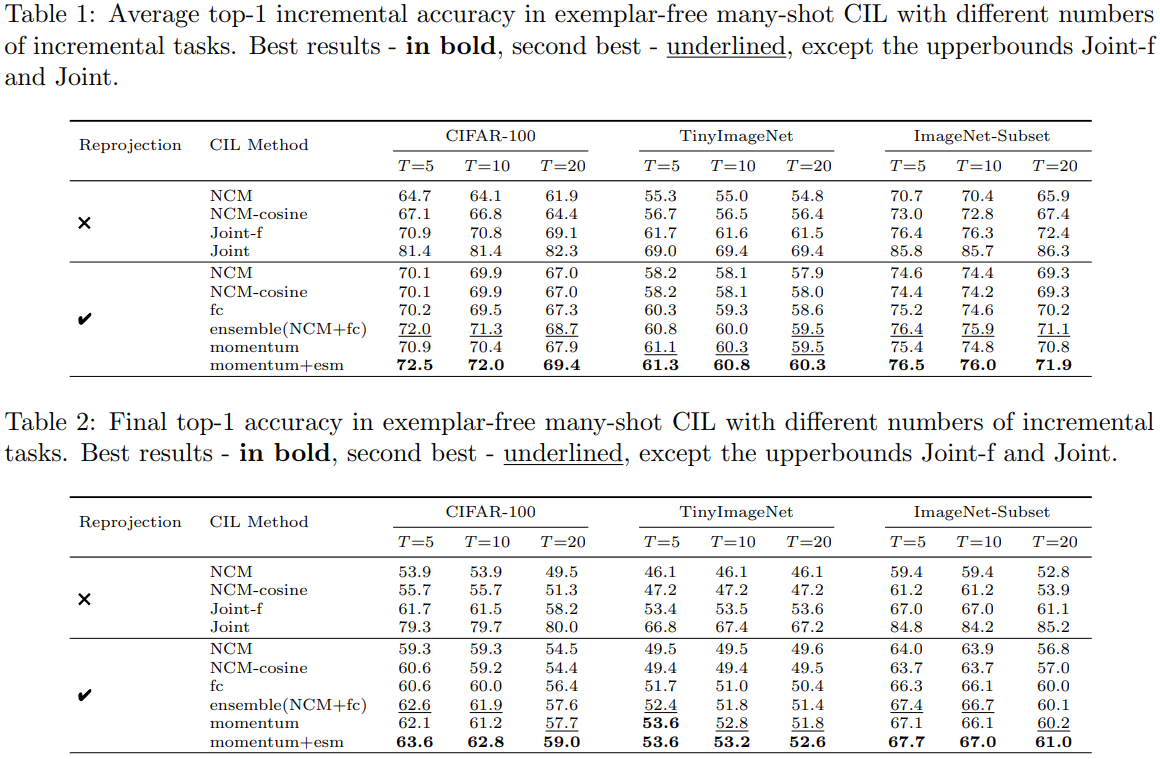 Table 1: Average top-1 incremental accuracy in exemplar-free many-shot CIL with different numbers
of incremental tasks. Best results - in bold, second best - underlined, except the upperbounds Joint-f
and Joint.
Reprojection CIL Method CIFAR-100 TinyImageNet ImageNet-Subset
T=5 T=10 T=20 T=5 T=10 T=20 T=5 T=10 T=20
NCM 64.7 64.1 61.9 55.3 55.0 54.8 70.7 70.4 65.9
✗ NCM-cosine 67.1 66.8 64.4 56.7 56.5 56.4 73.0 72.8 67.4
Joint-f 70.9 70.8 69.1 61.7 61.6 61.5 76.4 76.3 72.4
Joint 81.4 81.4 82.3 69.0 69.4 69.4 85.8 85.7 86.3
NCM 70.1 69.9 67.0 58.2 58.1 57.9 74.6 74.4 69.3
NCM-cosine 70.1 69.9 67.0 58.2 58.1 58.0 74.4 74.2 69.3
✔ fc 70.2 69.5 67.3 60.3 59.3 58.6 75.2 74.6 70.2
ensemble(NCM+fc) 72.0 71.3 68.7 60.8 60.0 59.5 76.4 75.9 71.1
momentum 70.9 70.4 67.9 61.1 60.3 59.5 75.4 74.8 70.8
momentum+esm 72.5 72.0 69.4 61.3 60.8 60.3 76.5 76.0 71.9
Table 2: Final top-1 accuracy in exemplar-free many-shot CIL with different numbers of incremental
tasks. Best results - in bold, second best - underlined, except the upperbounds Joint-f and Joint.
Reprojection CIL Method CIFAR-100 TinyImageNet ImageNet-Subset
T=5 T=10 T=20 T=5 T=10 T=20 T=5 T=10 T=20
NCM 53.9 53.9 49.5 46.1 46.1 46.1 59.4 59.4 52.8
✗ NCM-cosine 55.7 55.7 51.3 47.2 47.2 47.2 61.2 61.2 53.9
Joint-f 61.7 61.5 58.2 53.4 53.5 53.6 67.0 67.0 61.1
Joint 79.3 79.7 80.0 66.8 67.4 67.2 84.8 84.2 85.2
NCM 59.3 59.3 54.5 49.5 49.5 49.6 64.0 63.9 56.8
NCM-cosine 60.6 59.2 54.4 49.4 49.4 49.5 63.7 63.7 57.0
✔ fc 60.6 60.0 56.4 51.7 51.0 50.4 66.3 66.1 60.0
ensemble(NCM+fc) 62.6 61.9 57.6 52.4 51.8 51.4 67.4 66.7 60.1
momentum 62.1 61.2 57.7 53.6 52.8 51.8 67.1 66.1 60.2
momentum+esm 63.6 62.8 59.0 53.6 53.2 52.6 67.7 67.0 61.0